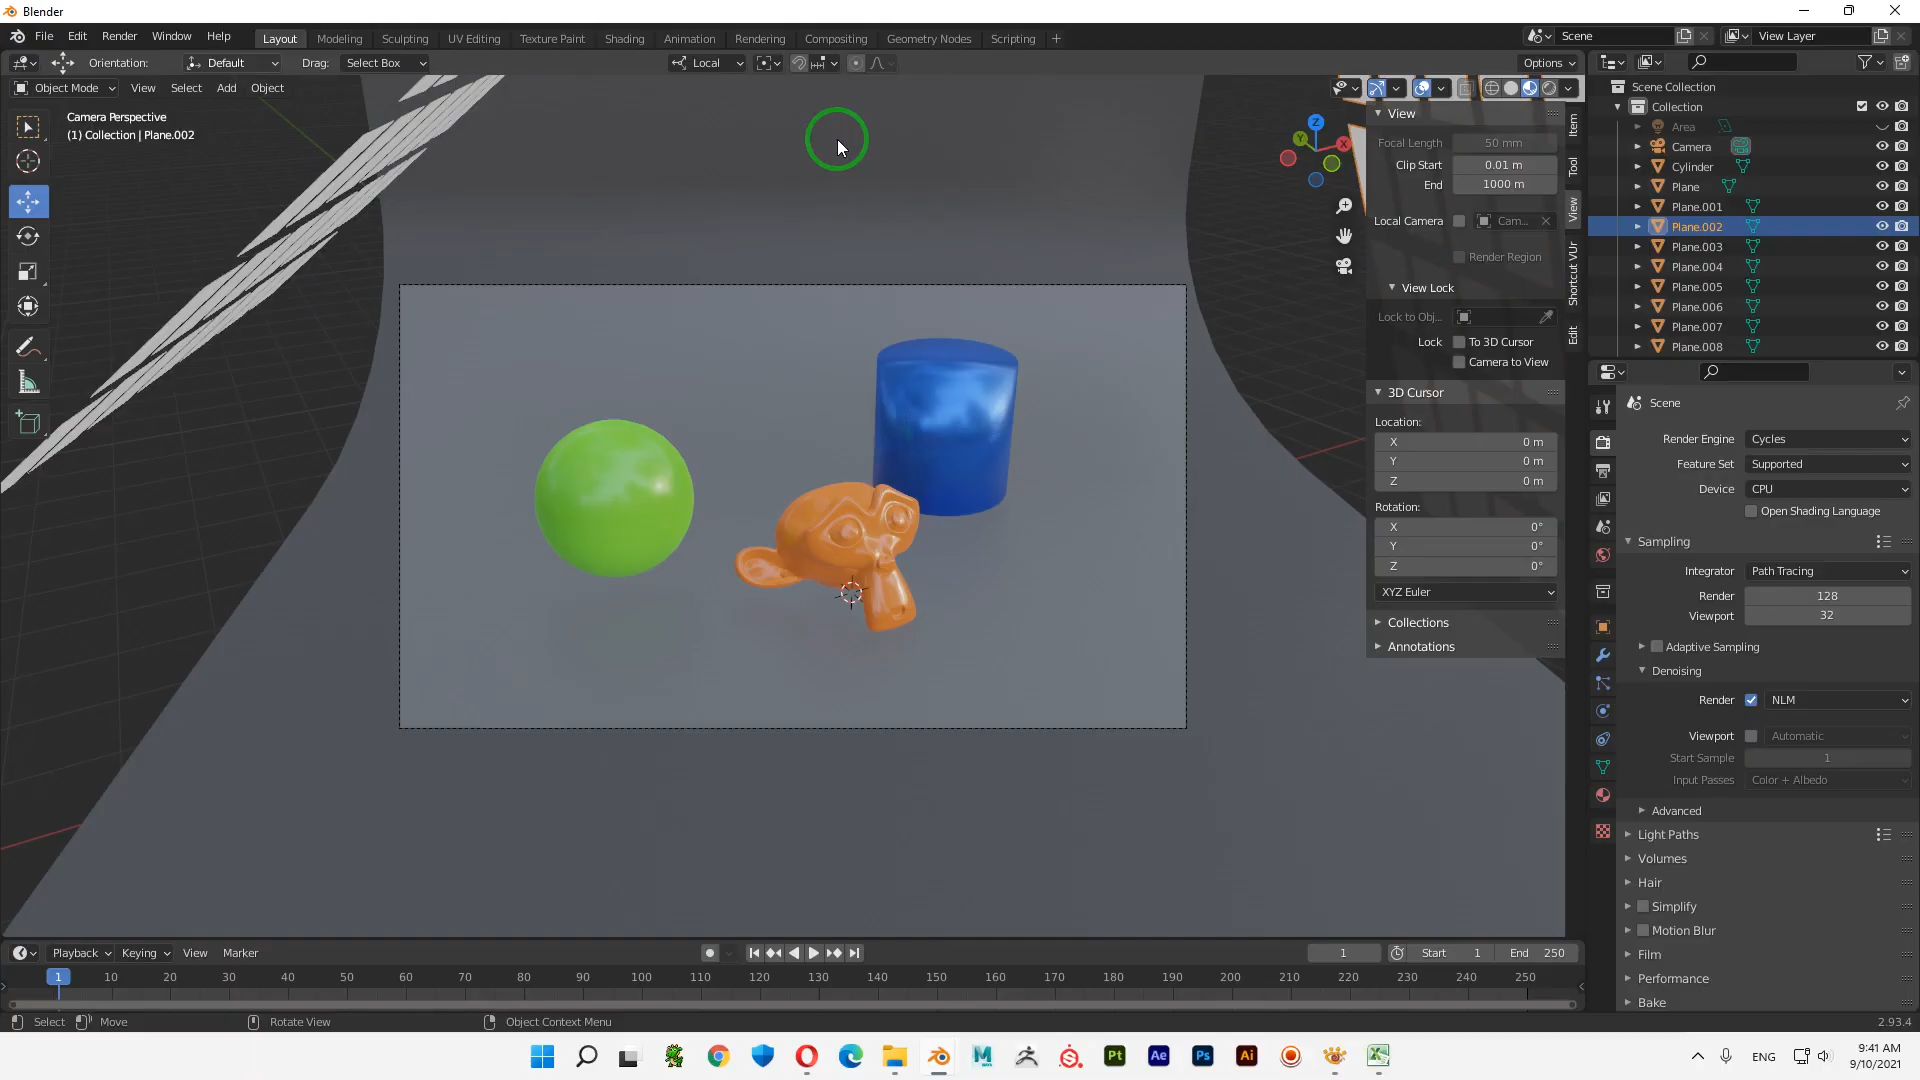 Blender
File Edit Render Window Help Layout Modeling Sculpting UV Editing Texture Paint Shading Animation Rendering Compositing Geometry Nodes Scripting + Scene View Layer
Orientation: Default Drag: Select Box Local Options
Object Mode View Select Add Object
Camera Perspective
(1) Collection | Plane.002
Z
Y
X
View
Focal Length 50 mm
Clip Start 0.01 m
End 1000 m
Local Camera Cam...
Render Region
View Lock
Lock to Obj...
Lock To 3D Cursor
Camera to View
3D Cursor
Location:
X 0 m
Y 0 m
Z 0 m
Rotation:
X 0°
Y 0°
Z 0°
XYZ Euler
Collections
Annotations
Item
Tool
View
Shortcut VUr
Edit
Scene Collection
Collection
Area
Camera
Cylinder
Plane
Plane.001
Plane.002
Plane.003
Plane.004
Plane.005
Plane.006
Plane.007
Plane.008
Scene
Render Engine Cycles
Feature Set Supported
Device CPU
Open Shading Language
Sampling
Integrator Path Tracing
Render 128
Viewport 32
Adaptive Sampling
Denoising
Render NLM
Viewport Automatic
Start Sample 1
Input Passes Color + Albedo
Advanced
Light Paths
Volumes
Hair
Simplify
Motion Blur
Film
Performance
Bake
Playback Keying View Marker 1 Start 1 End 250
1 10 20 30 40 50 60 70 80 90 100 110 120 130 140 150 160 170 180 190 200 210 220 230 240 250
Select Move Rotate View Object Context Menu 2.93.4
Pt Ae Ps Ai ENG 9:41 AM
9/10/2021